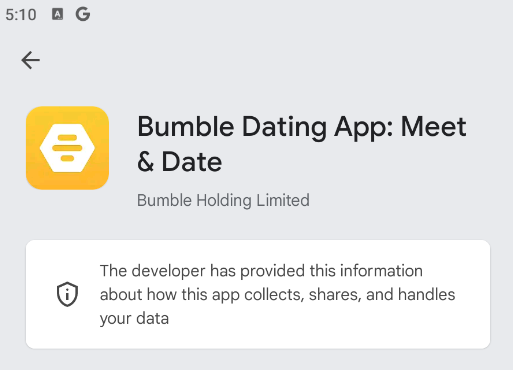 5:10
Bumble Dating App: Meet
& Date
Bumble Holding Limited
The developer has provided this information
about how this app collects, shares, and handles
your data